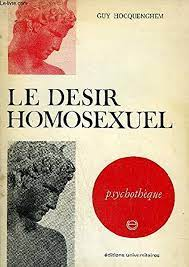 GUY HOCQUENGHEM
LE DESIR
HOMOSEXUEL
psychothèque
e
éditions universitaires